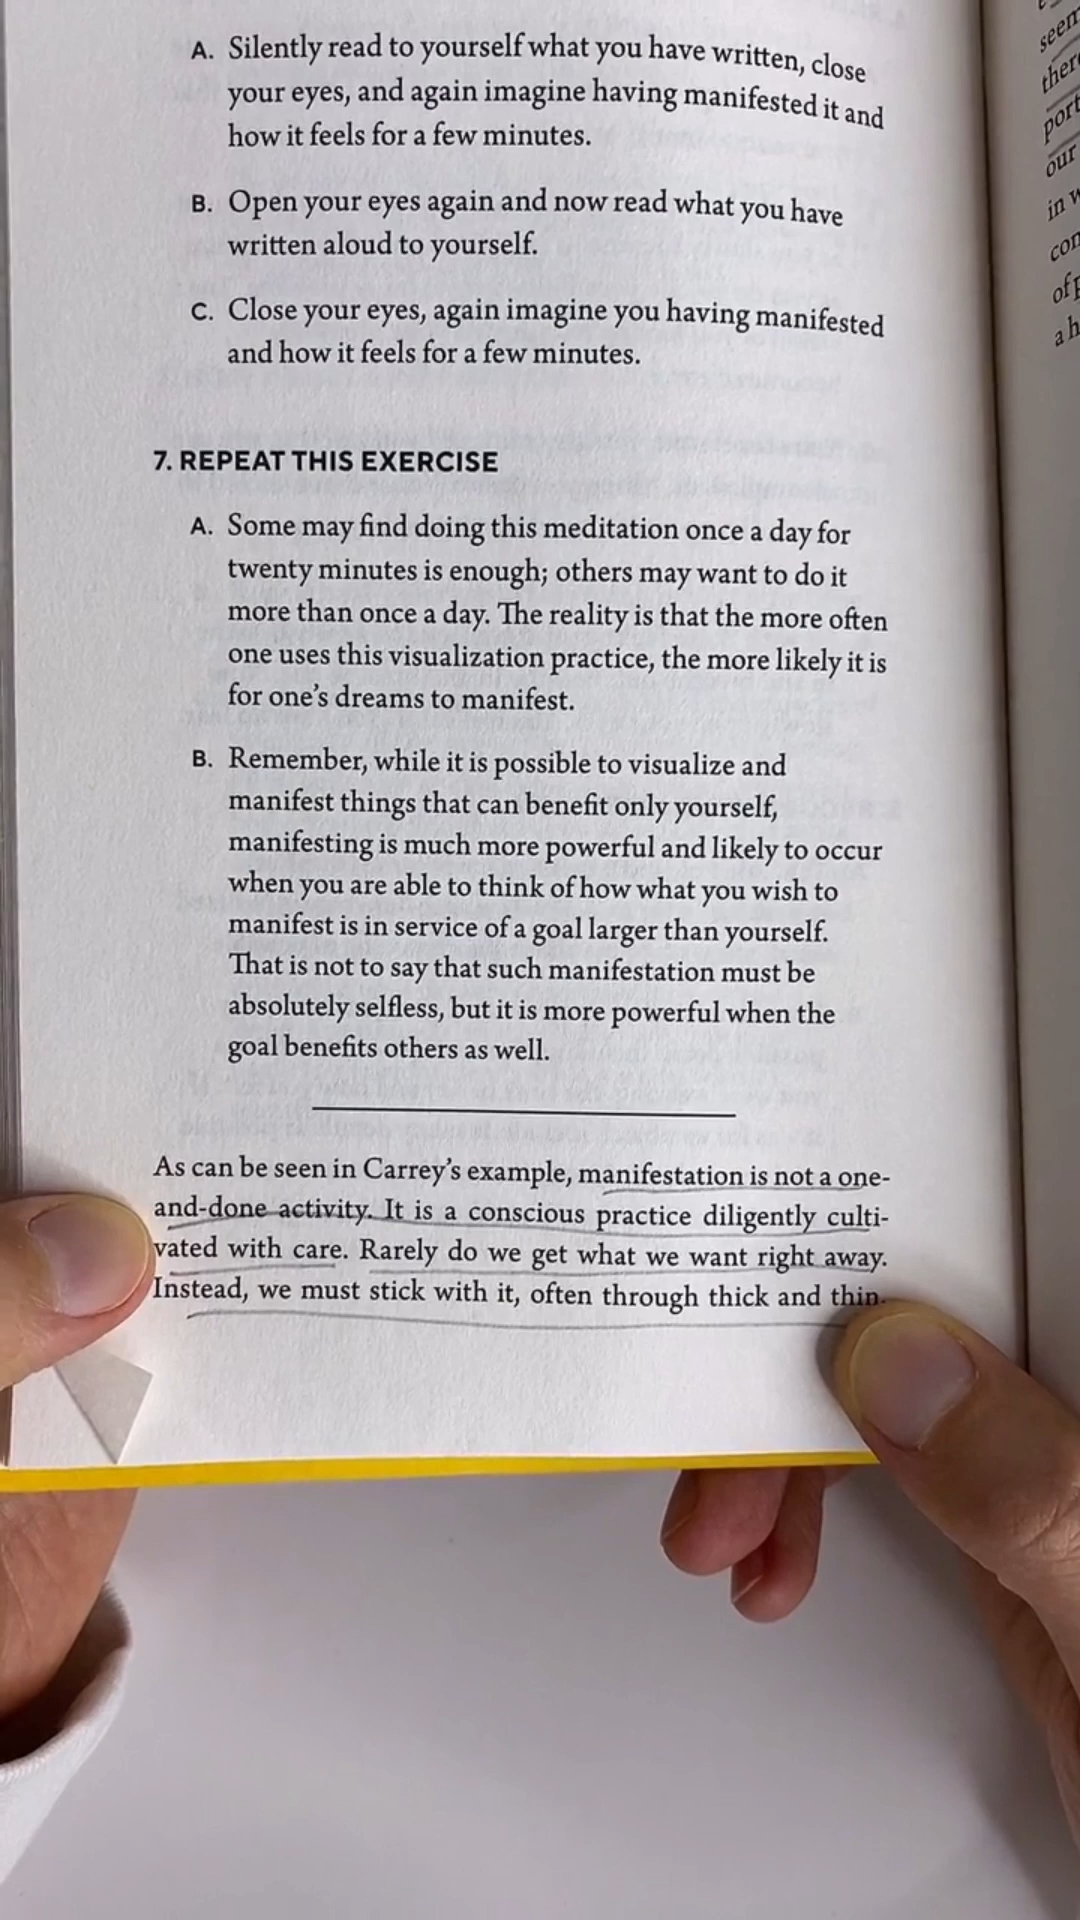 A. Silently read to yourself what you have written, close
your eyes, and again imagine having manifested it and
how it feels for a few minutes.
B. Open your eyes again and now read what you have
written aloud to yourself.
C. Close your eyes, again imagine you having manifested
and how it feels for a few minutes.
7. REPEAT THIS EXERCISE
A. Some may find doing this meditation once a day for
twenty minutes is enough; others may want to do it
more than once a day. The reality is that the more often
one uses this visualization practice, the more likely it is
for one's dreams to manifest.
B. Remember, while it is possible to visualize and
manifest things that can benefit only yourself,
manifesting is much more powerful and likely to occur
when you are able to think of how what you wish to
manifest is in service of a goal larger than yourself.
That is not to say that such manifestation must be
absolutely selfless, but it is more powerful when the
goal benefits others as well.
As can be seen in Carrey's example, manifestation is not a one-
and-done activity. It is a conscious practice diligently culti-
vated with care. Rarely do we get what we want right away.
Instead, we must stick with it, often through thick and thin.
our